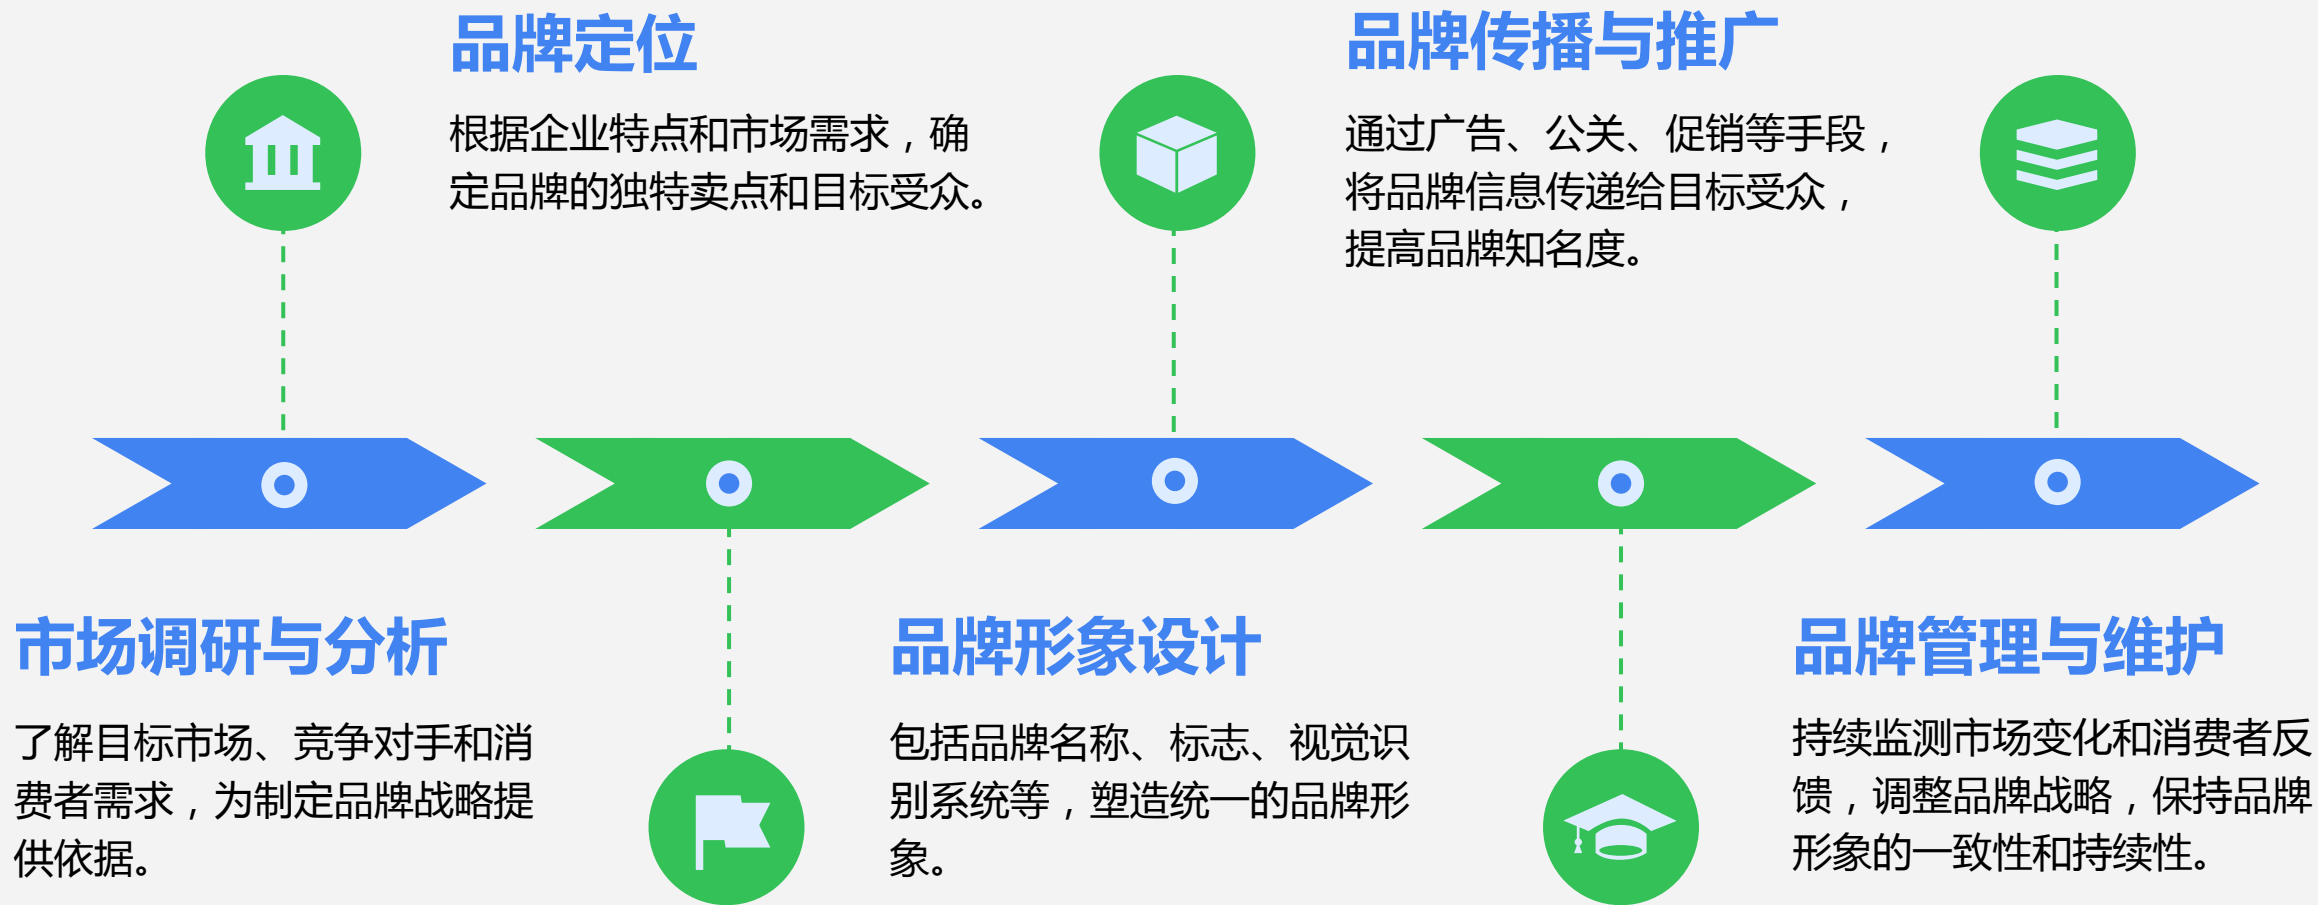 品牌定位
根据企业特点和市场需求，确
定品牌的独特卖点和目标受众。
品牌传播与推广
通过广告、公关、促销等手段，
将品牌信息传递给目标受众，
提高品牌知名度。
市场调研与分析
了解目标市场、竞争对手和消
费者需求，为制定品牌战略提
供依据。
品牌形象设计
包括品牌名称、标志、视觉识
别系统等，塑造统一的品牌形
象。
品牌管理与维护
持续监测市场变化和消费者反
馈，调整品牌战略，保持品牌
形象的一致性和持续性。